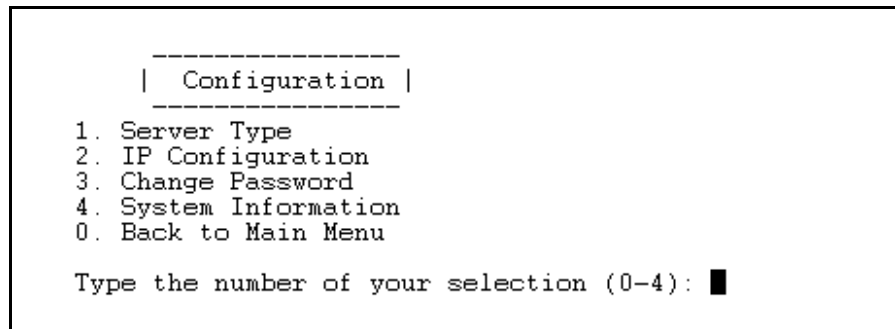 ----------------
| Configuration |
----------------
1. Server Type
2. IP Configuration
3. Change Password
4. System Information
0. Back to Main Menu
Type the number of your selection (0-4):